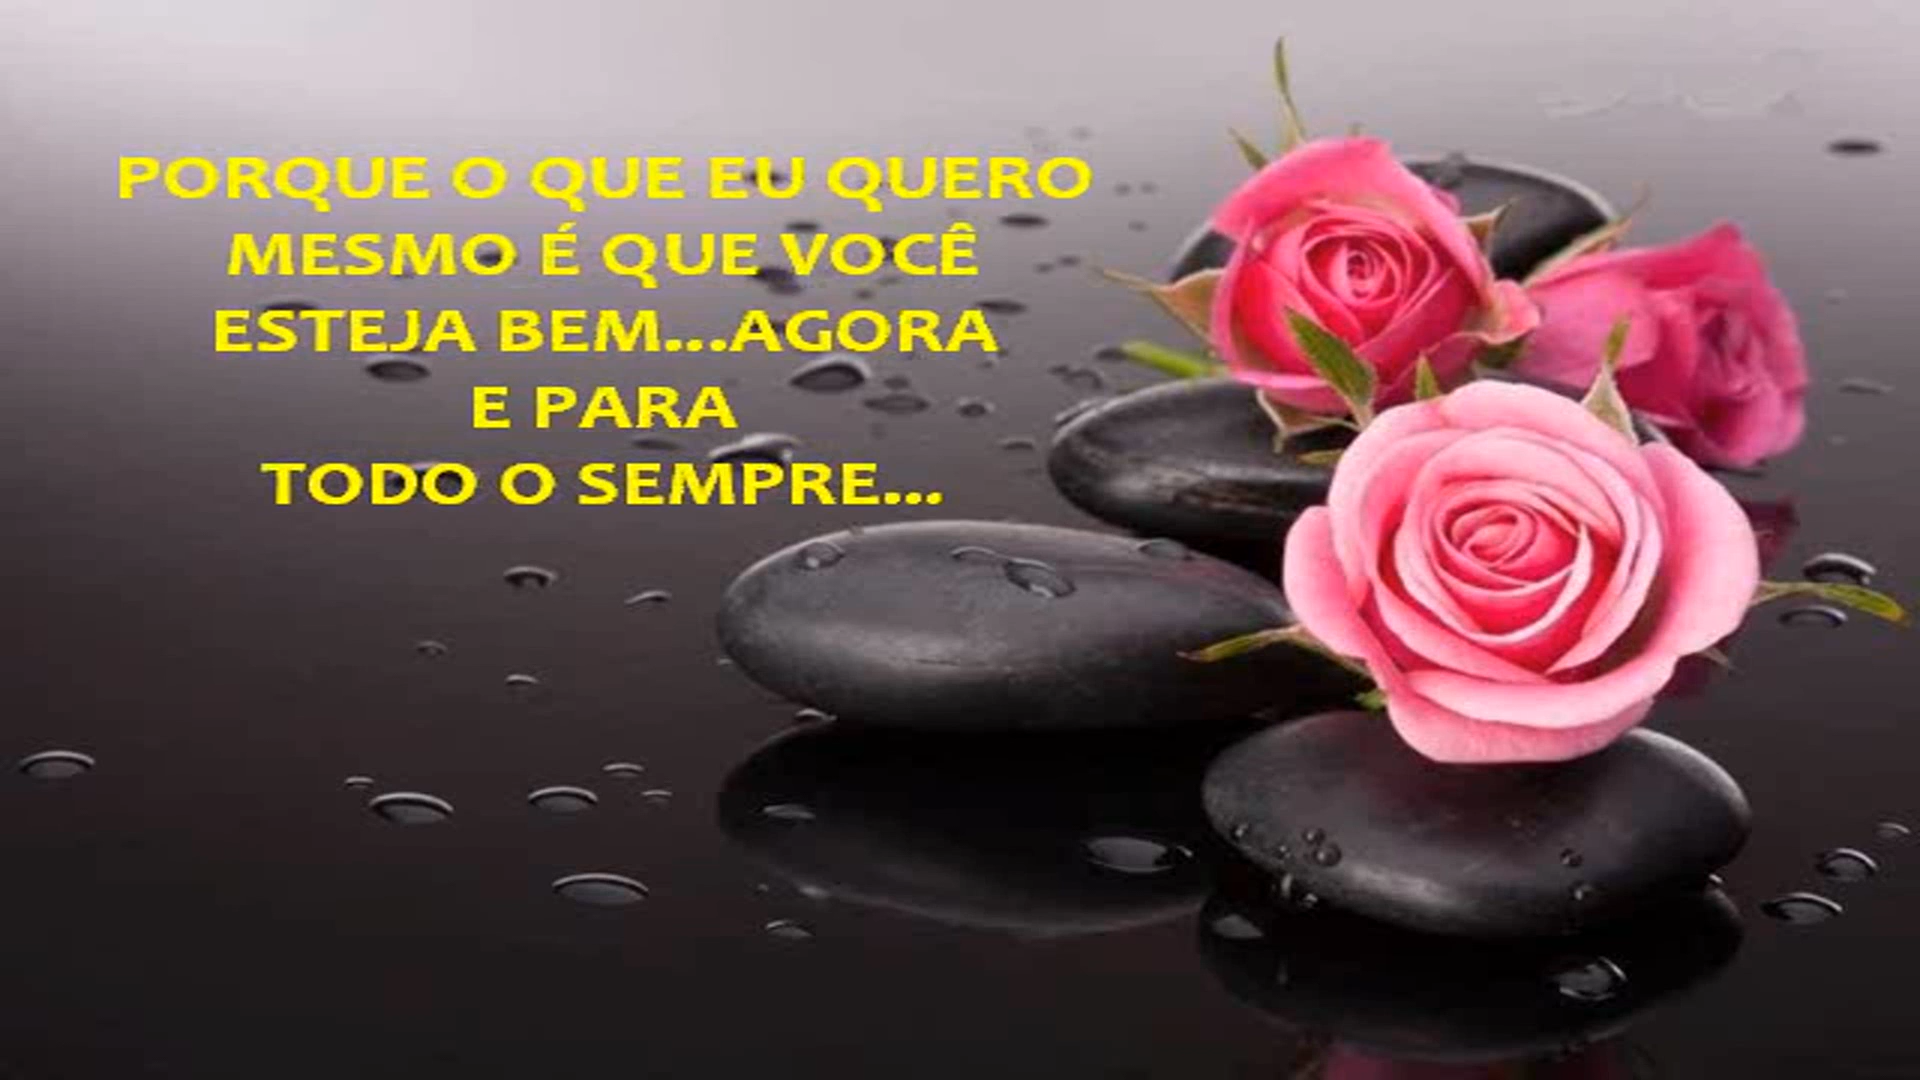 PORQUE O QUE EU QUERO
MESMO É QUE VOCÊ
ESTEJA BEM...AGORA
E PARA
TODO O SEMPRE...